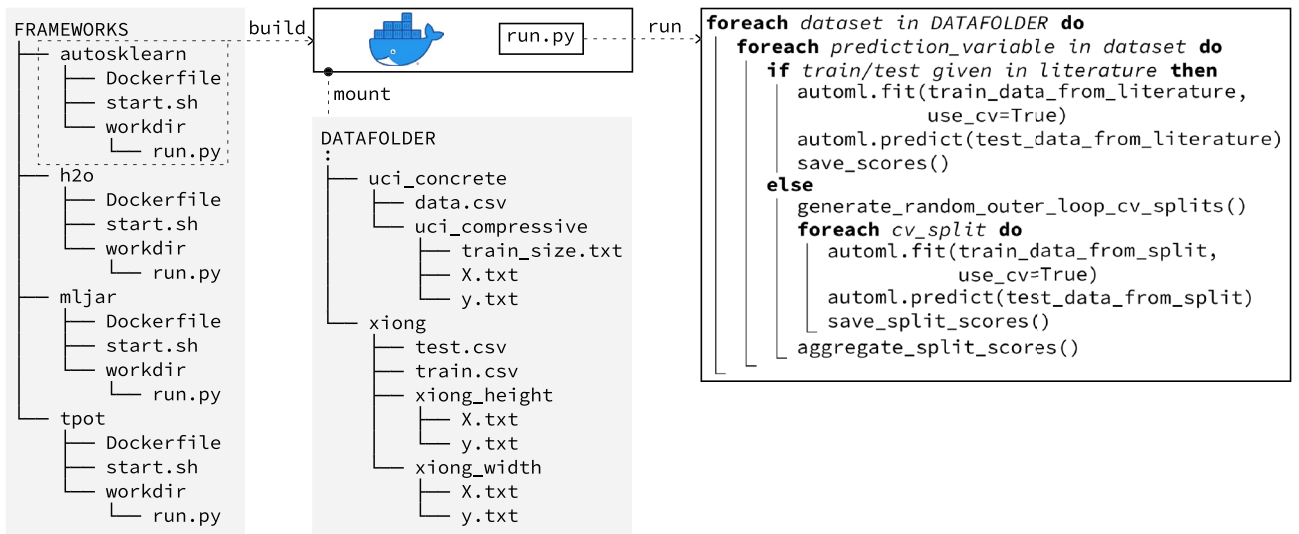 FRAMEWORKS
autosklearn
Dockerfile
start.sh
workdir
run.py
h2o
Dockerfile
start.sh
workdir
run.py
mljar
Dockerfile
start.sh
workdir
run.py
tpot
Dockerfile
start.sh
workdir
run.py
build
run.py
run
mount
DATAFOLDER
uci_concrete
data.csv
uci_compressive
train_size.txt
X.txt
y.txt
xiong
test.csv
train.csv
xiong_height
X.txt
y.txt
xiong_width
X.txt
y.txt
foreach dataset in DATAFOLDER do
foreach prediction_variable in dataset do
if train/test given in literature then
automl.fit(train_data_from_literature,
use_cv=True)
automl.predict(test_data_from_literature)
save_scores()
else
generate_random_outer_loop_cv_splits()
foreach cv_split do
automl.fit(train_data_from_split,
use_cv=True)
automl.predict(test_data_from_split)
save_split_scores()
aggregate_split_scores()